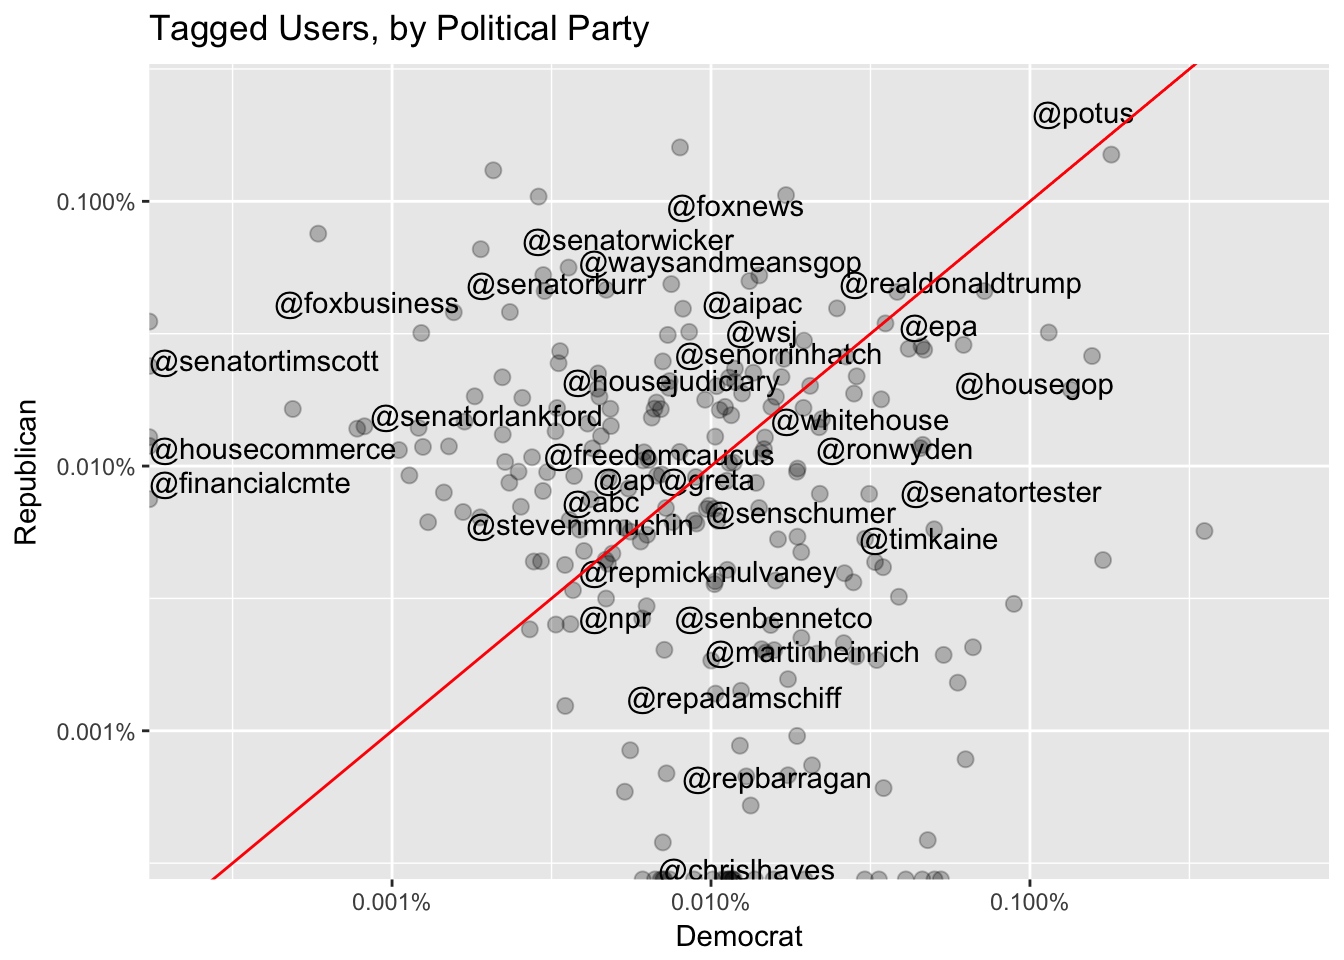 Tagged Users, by Political Party
@potus
0.100%
@foxnews
@senatorwicker
@waysandmeansgop
@senatorburr
@realdonaldtrump
@foxbusiness
@aipac
@epa
@wsj
@senorrinhatch
@senatortimscott
@housejudiciary
@housegop
@senatorlankford
@whitehouse
@housecommerce
@freedomcaucus
@ronwyden
0.010%
@financialcmte
@ap
@greta
@senatortester
@abc
@senschumer
@stevenmnuchin
@timkaine
@repmickmulvaney
@npr
@senbennetco
@martinheinrich
@repadamschiff
0.001%
@repbarragan
@chrislhayes
Republican
0.001%
0.010%
0.100%
Democrat